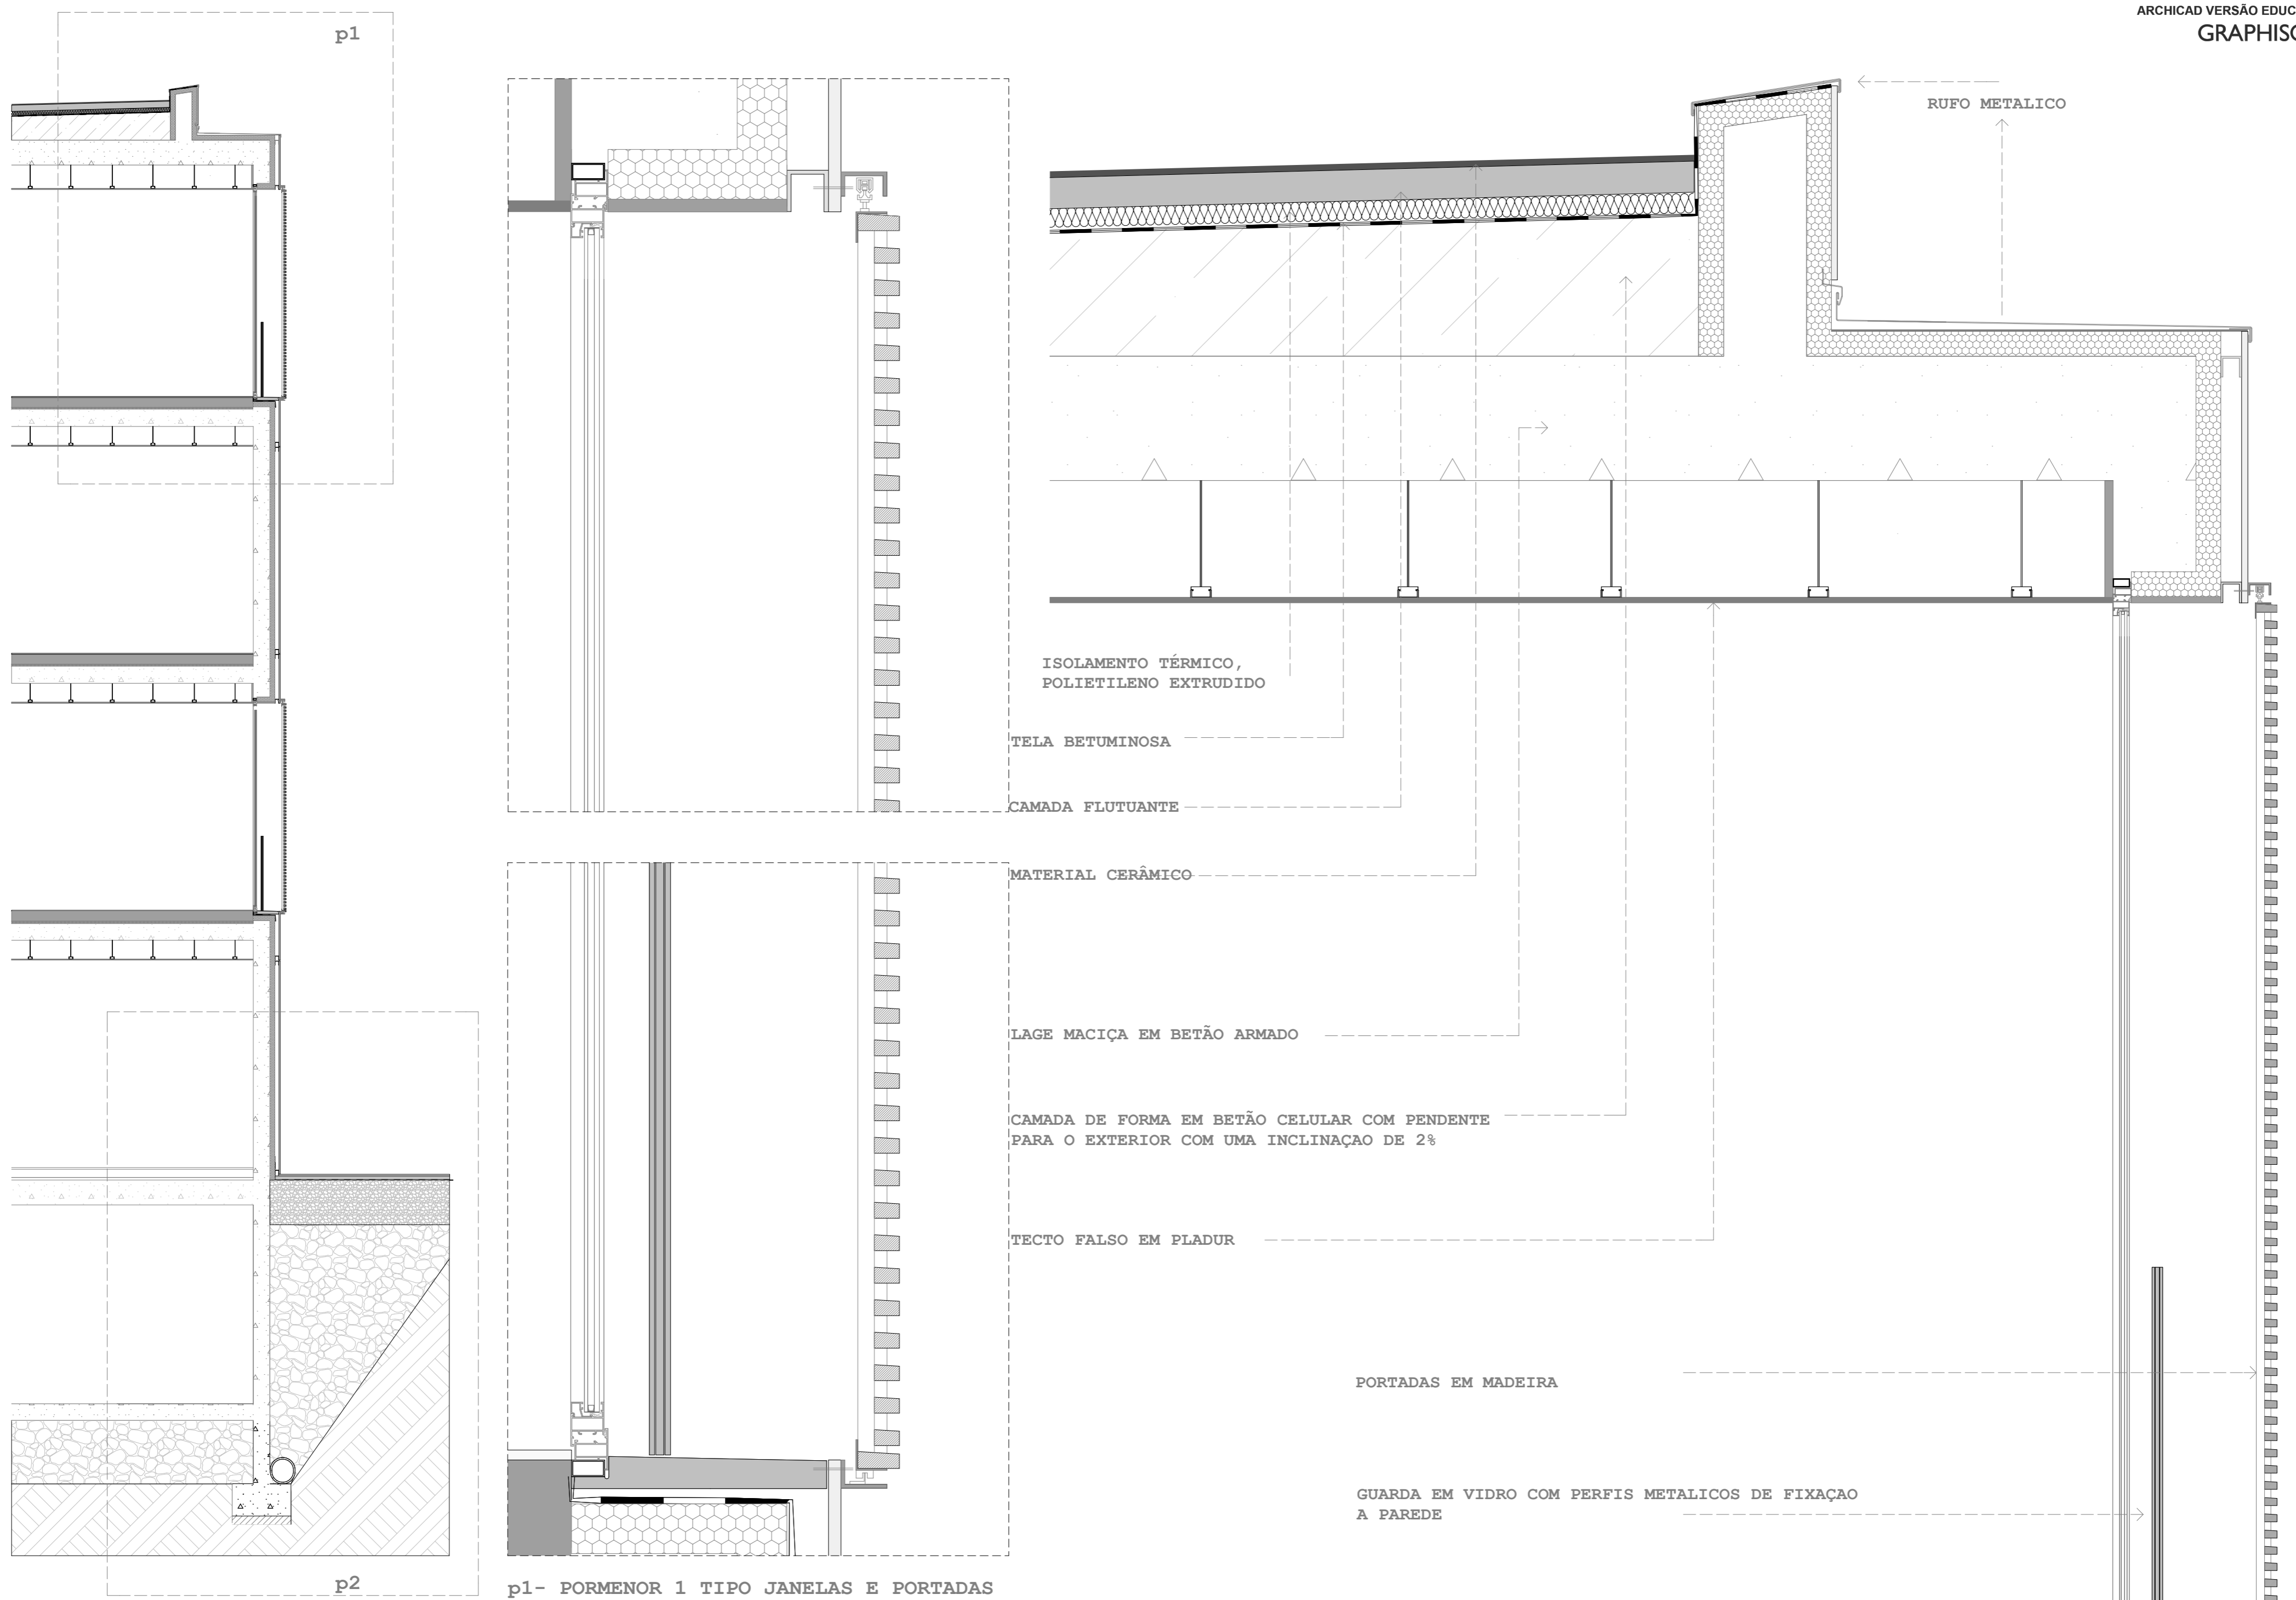 ARCHICAD VERSÃO EDUC
GRAPHISO
p1
RUFO METALICO
ISOLAMENTO TÉRMICO,
POLIETILENO EXTRUDIDO
TELA BETUMINOSA
CAMADA FLUTUANTE
MATERIAL CERÂMICO
LAGE MACIÇA EM BETÃO ARMADO
CAMADA DE FORMA EM BETÃO CELULAR COM PENDENTE
PARA O EXTERIOR COM UMA INCLINAÇAO DE 2%
TECTO FALSO EM PLADUR
PORTADAS EM MADEIRA
GUARDA EM VIDRO COM PERFIS METALICOS DE FIXAÇAO
A PAREDE
p2
p1- PORMENOR 1 TIPO JANELAS E PORTADAS